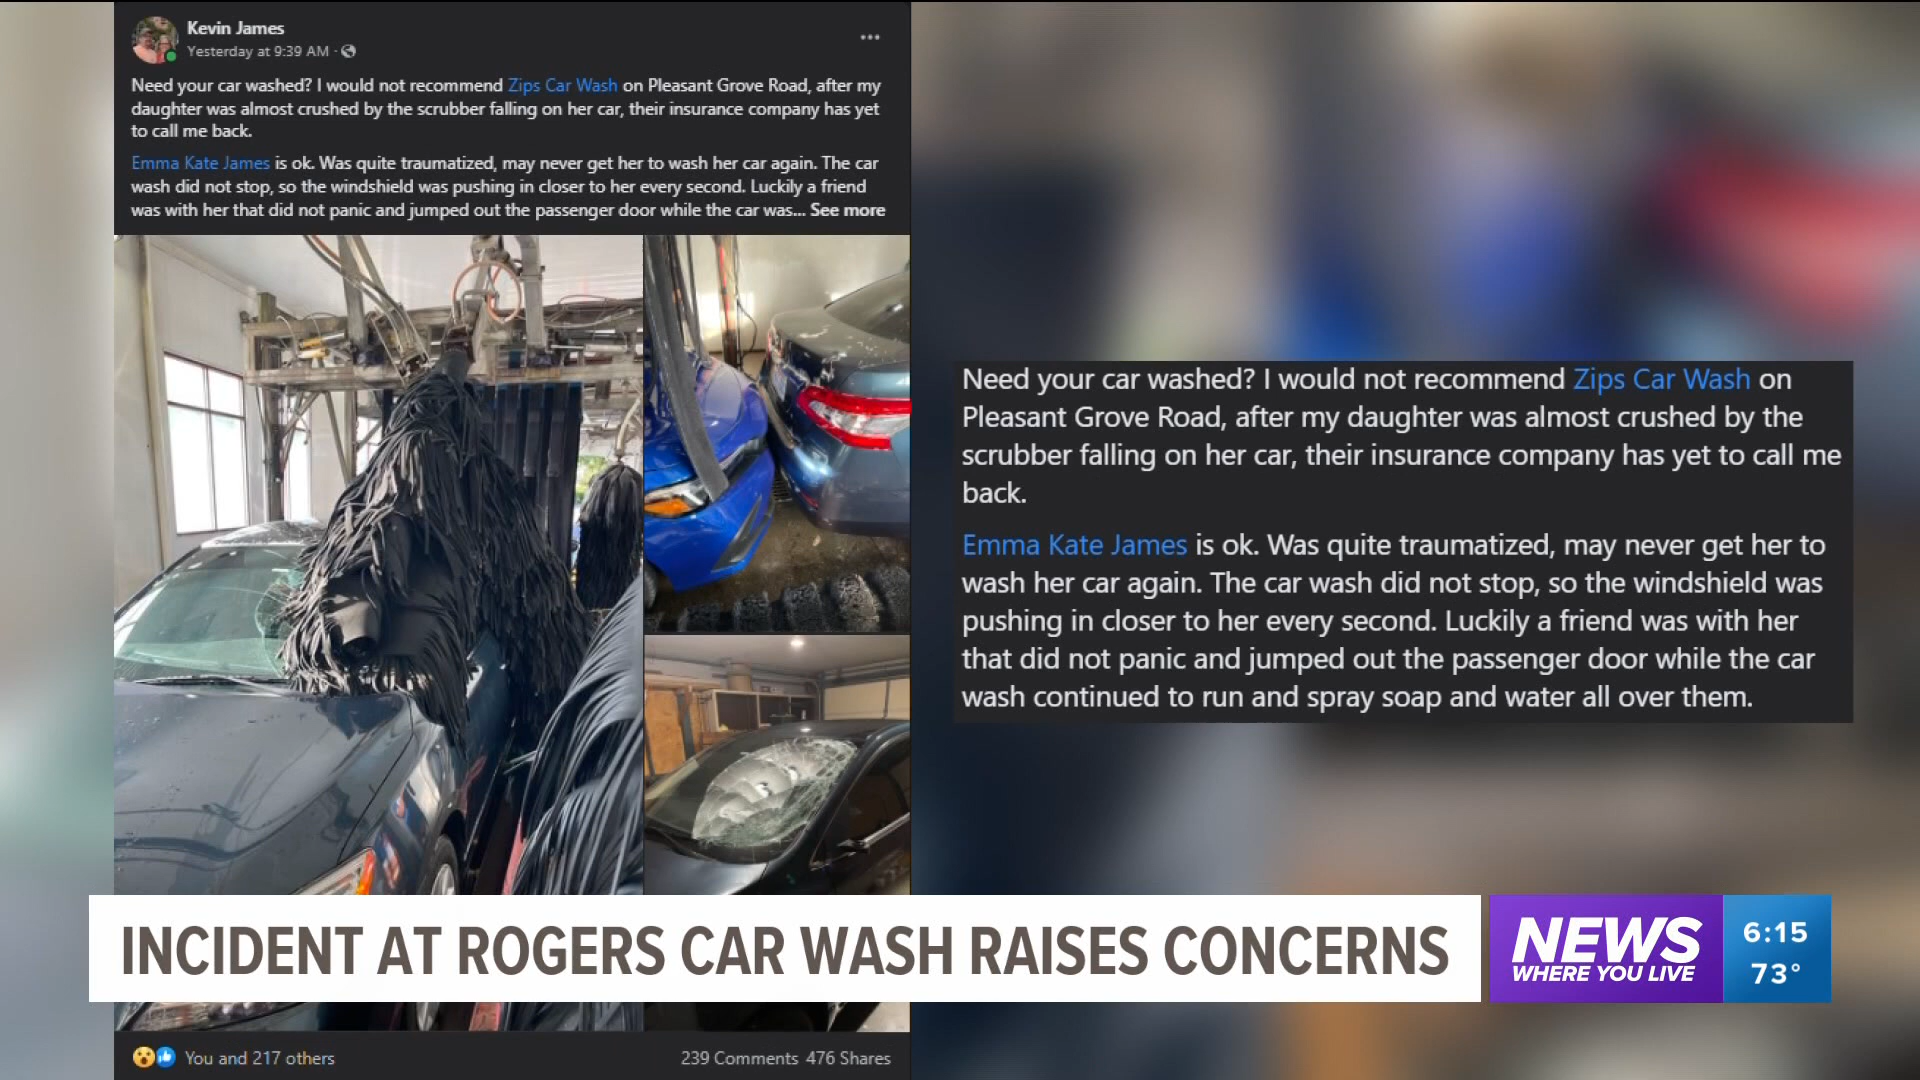 Kevin James
Yesterday at 9:39 AM ·
Need your car washed? I would not recommend Zips Car Wash on Pleasant Grove Road, after my
daughter was almost crushed by the scrubber falling on her car, their insurance company has yet
to call me back.
Emma Kate James is ok. Was quite traumatized, may never get her to wash her car again. The car
wash did not stop, so the windshield was pushing in closer to her every second. Luckily a friend
was with her that did not panic and jumped out the passenger door while the car was... See more
Need your car washed? I would not recommend Zips Car Wash on
Pleasant Grove Road, after my daughter was almost crushed by the
scrubber falling on her car, their insurance company has yet to call me
back.
Emma Kate James is ok. Was quite traumatized, may never get her to
wash her car again. The car wash did not stop, so the windshield was
pushing in closer to her every second. Luckily a friend was with her
that did not panic and jumped out the passenger door while the car
wash continued to run and spray soap and water all over them.
INCIDENT AT ROGERS CAR WASH RAISES CONCERNS
NEWS
WHERE YOU LIVE
6:15
73°
You and 217 others
239 Comments 476 Shares